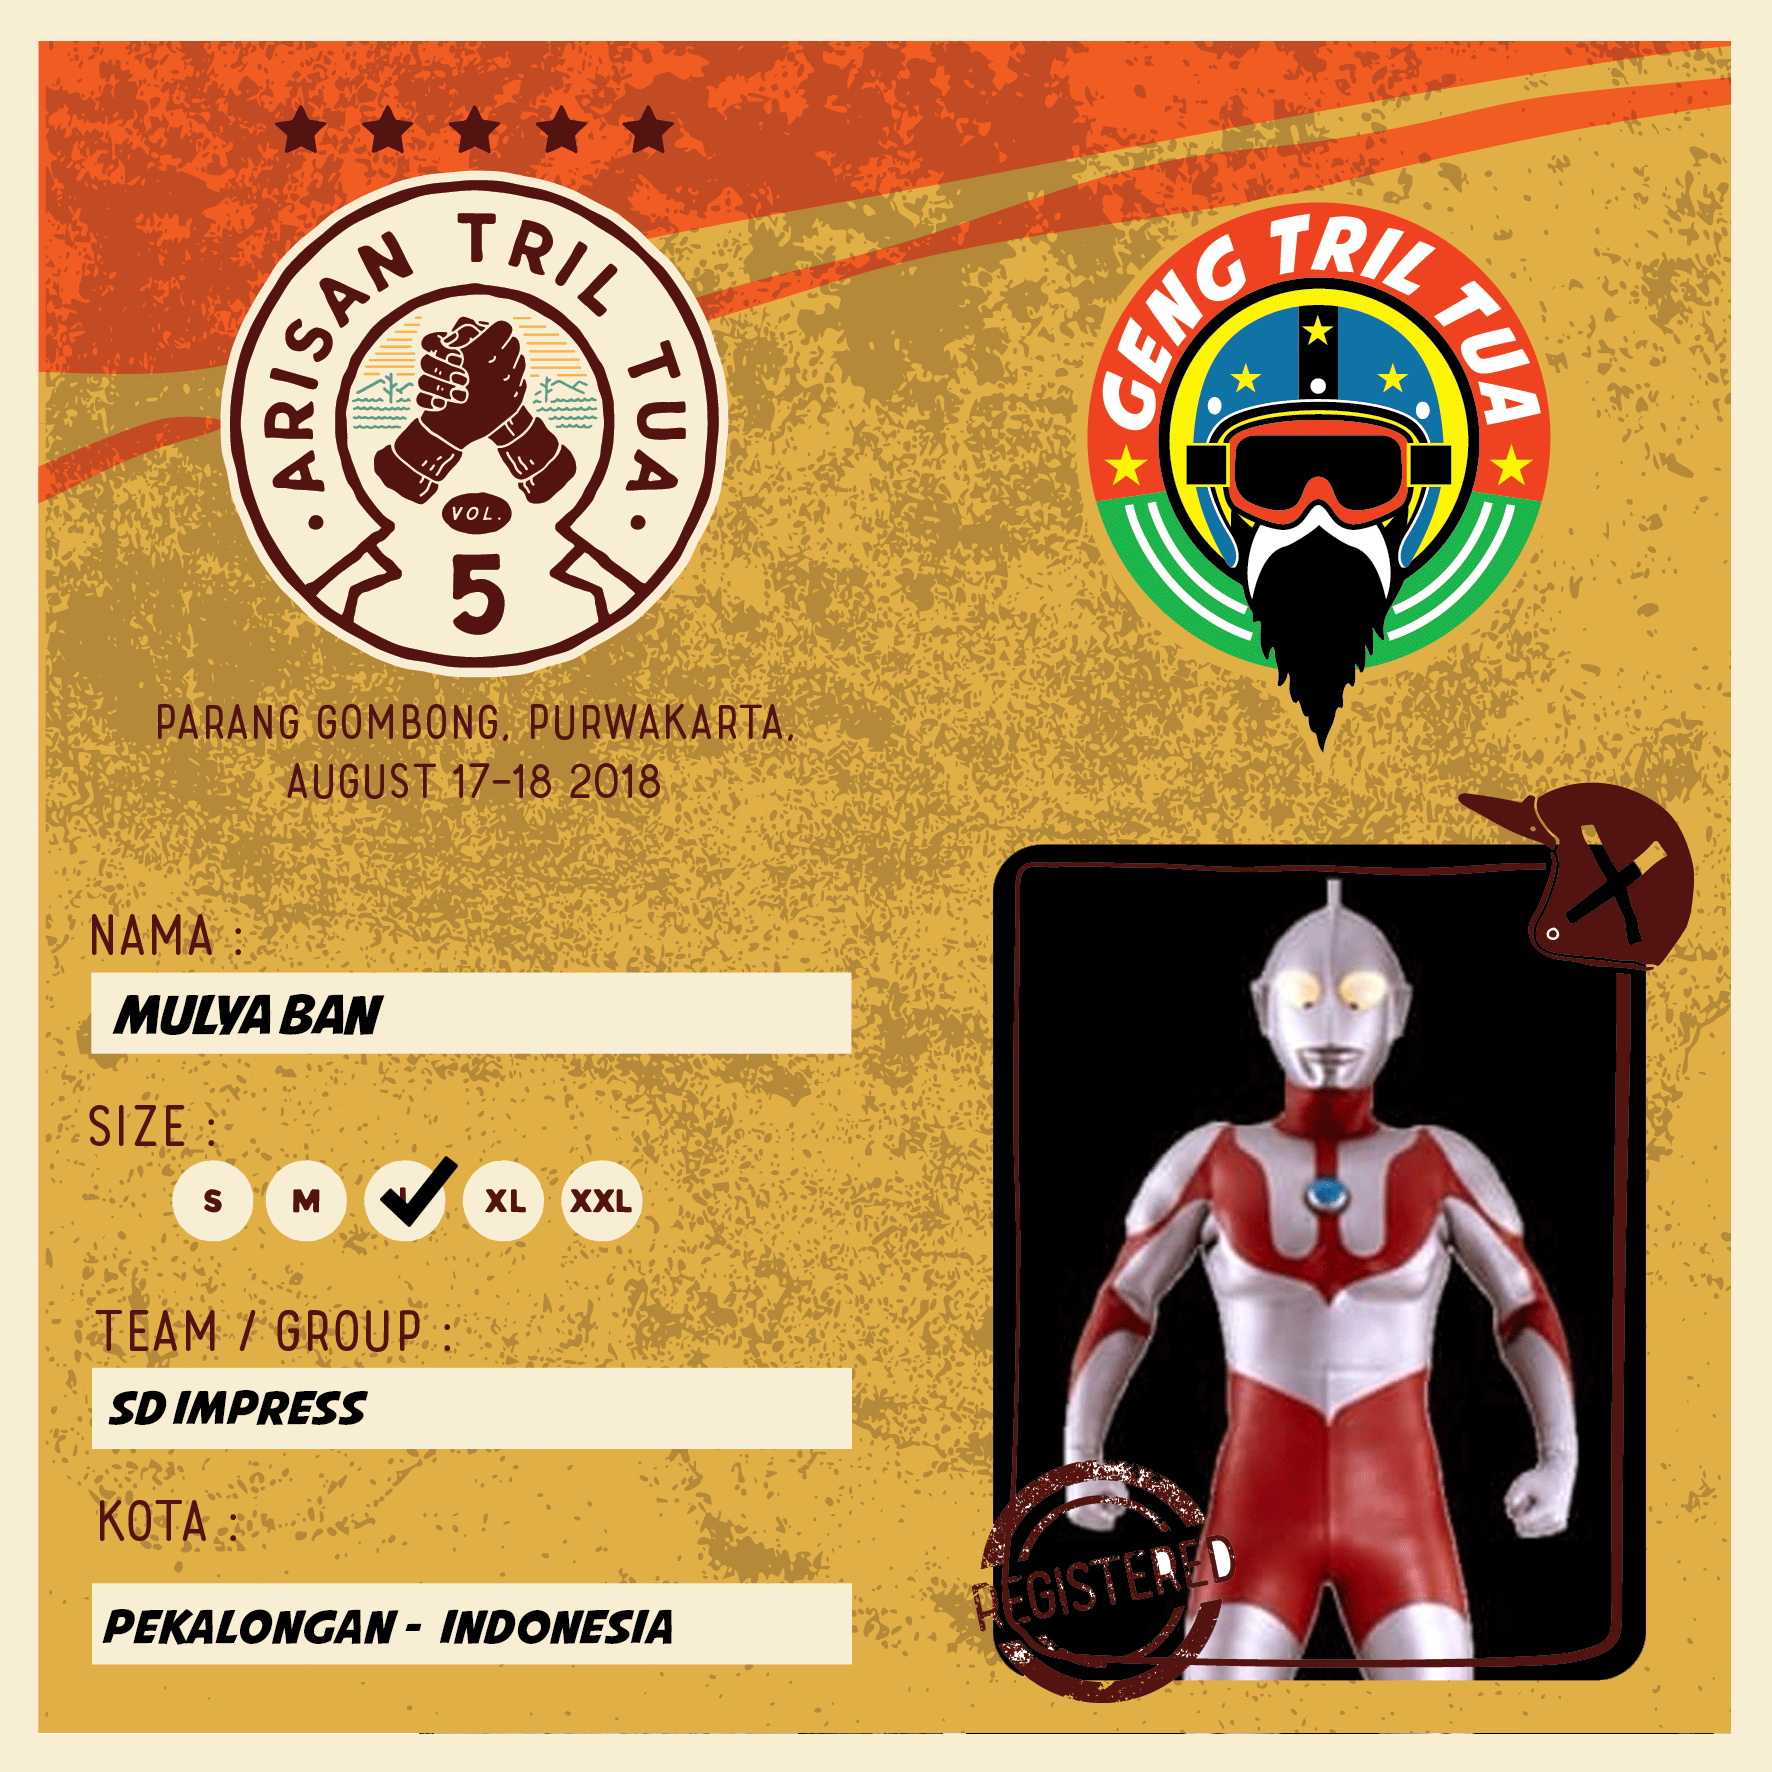 ARISAN TRIL TUA
VOL.
5
GENG TRIL TUA
PARANG GOMBONG, PURWAKARTA,
AUGUST 17-18 2018
NAMA :
MULYA BAN
SIZE :
S M XL XXL
TEAM / GROUP :
SD IMPRESS
KOTA :
PEKALONGAN - INDONESIA
REGISTERED